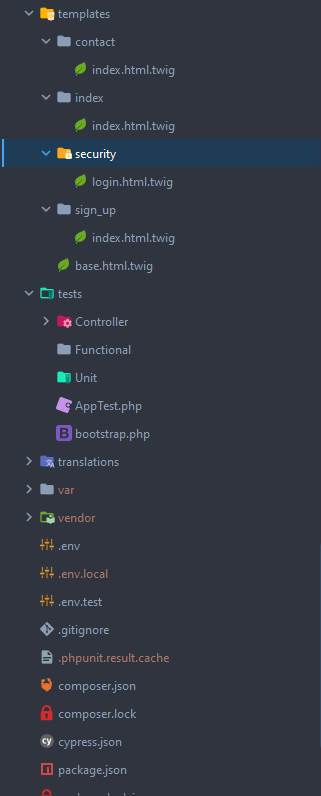 templates
contact
index.html.twig
index
index.html.twig
security
login.html.twig
sign_up
index.html.twig
base.html.twig
tests
Controller
Functional
Unit
AppTest.php
B bootstrap.php
translations
var
vendor
.env
.env.local
.env.test
.gitignore
.phpunit.result.cache
composer.json
composer.lock
cy cypress.json
package.json